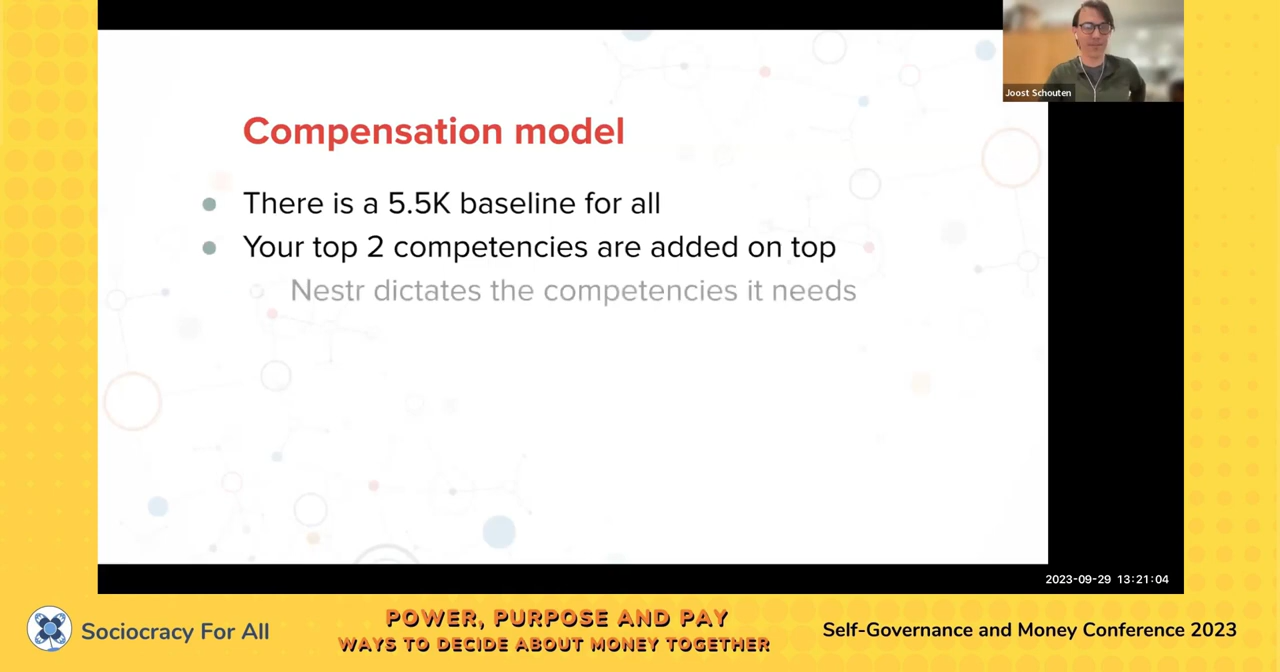 Joost Schouten
Compensation model
There is a 5.5K baseline for all
Your top 2 competencies are added on top
Nestr dictates the competencies it needs
2023-09-29 13:21:04
Sociocracy For All
POWER, PURPOSE AND PAY
WAYS TO DECIDE ABOUT MONEY TOGETHER
Self-Governance and Money Conference 2023